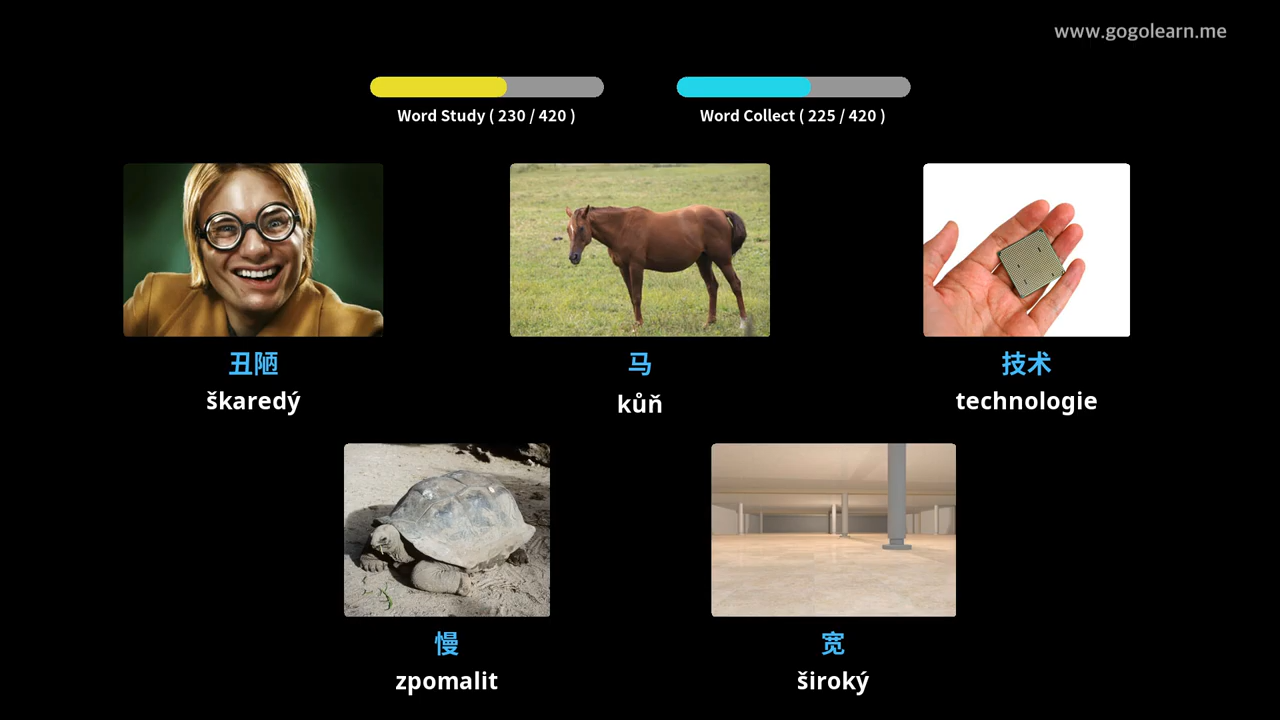 www.gogolearn.me
Word Study ( 230 / 420 )
Word Collect ( 225 / 420 )
丑陋
马
技术
škaredý
kůň
technologie
慢
宽
zpomalit
široký